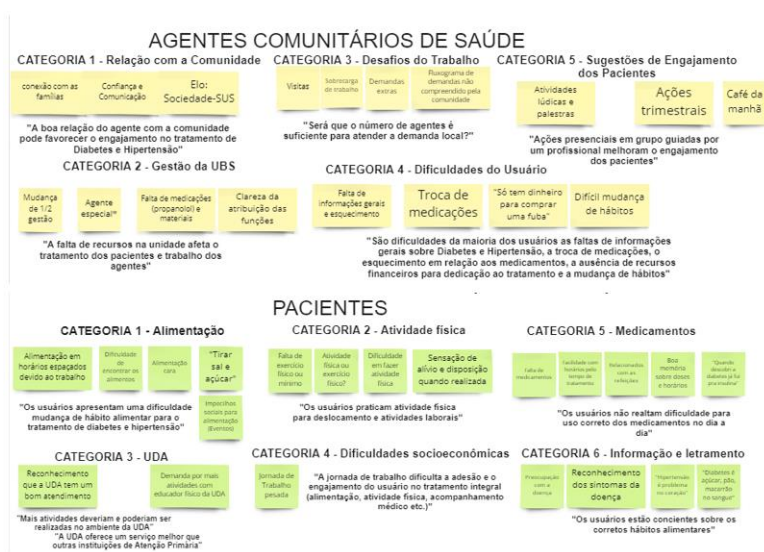 AGENTES COMUNITÁRIOS DE SAÚDE
CATEGORIA 1 - Relação com a Comunidade
conexão com as
famílias
Confiança e
Comunicação
Elo:
Sociedade-SUS
"A boa relação do agente com a comunidade
pode favorecer o engajamento no tratamento de
Diabetes e Hipertensão"
CATEGORIA 2 - Gestão da UBS
Mudança
de 1/2
gestão
Agente
especial*
Falta de medicações
(propanolol) e
materiais
Clareza da
atribuição das
funções
"A falta de recursos na unidade afeta o
tratamento dos pacientes e trabalho dos
agentes"
CATEGORIA 3 - Desafios do Trabalho
Visitas
Sobrecarga
de trabalho
Demandas
extras
Fluxograma de
demandas não
compreendido pela
comunidade
"Será que o número de agentes é
suficiente para atender a demanda local?"
CATEGORIA 4 - Dificuldades do Usuário
Falta de
informações gerais
e esquecimento
Troca de
medicações
"Só tem dinheiro
para comprar
uma fuba"
Difícil mudança
de hábitos
"São dificuldades da maioria dos usuários as faltas de informações
gerais sobre Diabetes e Hipertensão, a troca de medicações, o
esquecimento em relação aos medicamentos, a ausência de recursos
financeiros para dedicação ao tratamento e a mudança de hábitos"
CATEGORIA 5 - Sugestões de Engajamento
dos Pacientes
Atividades
lúdicas e
palestras
Ações
trimestrais
Café da
manhã
"Ações presenciais em grupo guiadas por
um profissional melhoram o engajamento
dos pacientes"
PACIENTES
CATEGORIA 1 - Alimentação
Alimentação em
horários espaçados
devido ao trabalho
Dificuldade
de
encontrar os
alimentos
Alimentação
cara
"Tirar
sal e
açúcar"
"Os usuários apresentam uma dificuldade
mudança de hábito alimentar para o
tratamento de diabetes e hipertensão"
Impecilhos
sociais para
alimentação
(Eventos)
CATEGORIA 2 - Atividade física
Falta de
exercício
físico ou
mínimo
Atividade
física ou
exercício
físico?
Dificuldade
em fazer
atividade
física
Sensação de
alívio e disposição
quando realizada
"Os usuários praticam atividade física
para deslocamento e atividades laborais"
CATEGORIA 5 - Medicamentos
Falta de
medicamentos
Facilidade com
horários pelo
tempo de
tratamento
Relacionados
com as
refeições
Boa
memória
sobre doses
e horários
"Quando
descobri a
diabetes já fui
pra insulina"
"Os usuários não realtam dificuldade para
uso correto dos medicamentos no dia a
dia"
CATEGORIA 3 - UDA
Reconhecimento
que a UDA tem um
bom atendimento
Demanda por mais
atividades com
educador físico da UDA
"Mais atividades deveriam e poderiam ser
realizadas no ambiente da UDA"
"A UDA oferece um serviço melhor que
outras instituições de Atenção Primária"
CATEGORIA 4 - Dificuldades socioeconómicas
Jornada de
Trabalho
pesada
"A jornada de trabalho dificulta a adesão e o
engajamento do usuário no tratamento integral
(alimentação, atividade física, acompanhamento
médico etc.)"
CATEGORIA 6 - Informação e letramento
Preocupação
com a
doença
Reconhecimento
dos sintomas da
doença
"Hipertensão
é problema
no coração"
"Diabetes é
açúcar, pão,
macarrão
no sangue"
"Os usuários estão concientes sobre os
corretos hábitos alimentares"